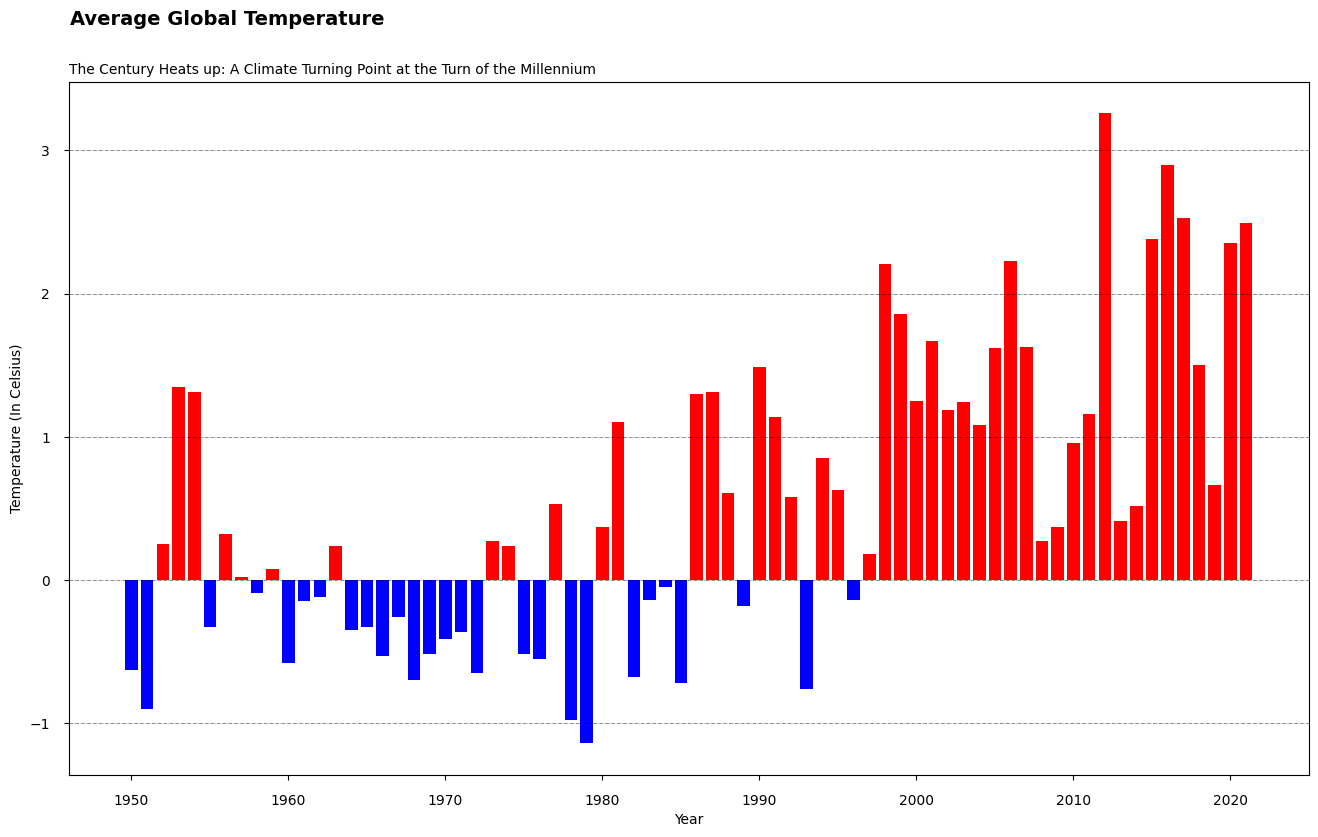 Average Global Temperature
The Century Heats up: A Climate Turning Point at the Turn of the Millennium
Temperature (In Celsius)
3
2
1
0
−1
1950 1960 1970 1980 1990 2000 2010 2020
Year